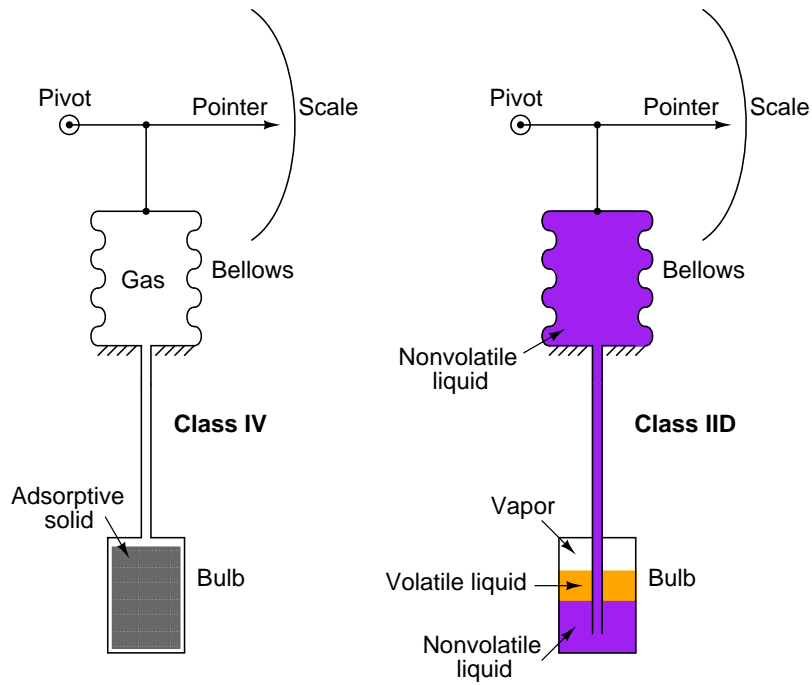 Pivot
Pointer
Scale
Gas
Bellows
Class IV
Adsorptive
solid
Bulb
Pivot
Pointer
Scale
Bellows
Nonvolatile
liquid
Class IID
Vapor
Volatile liquid
Bulb
Nonvolatile
liquid